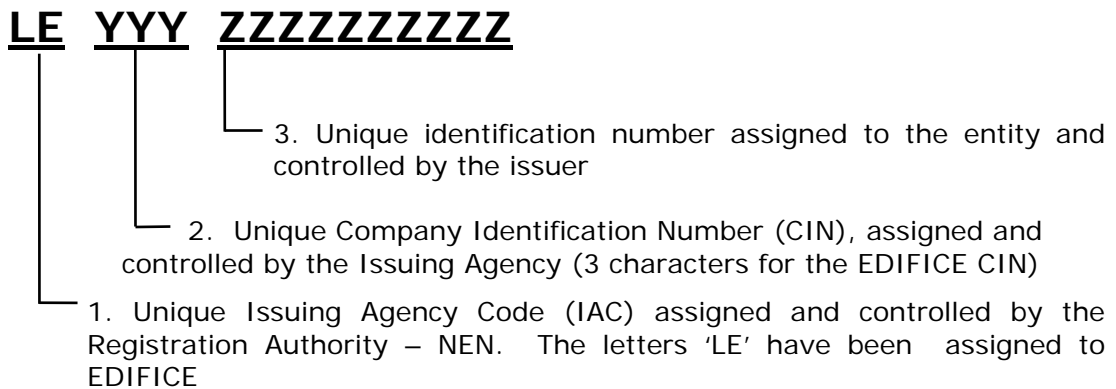 LE YYY ZZZZZZZZZZ
3. Unique identification number assigned to the entity and
controlled by the issuer
2. Unique Company Identification Number (CIN), assigned and
controlled by the Issuing Agency (3 characters for the EDIFICE CIN)
1. Unique Issuing Agency Code (IAC) assigned and controlled by the
Registration Authority – NEN. The letters ‘LE’ have been assigned to
EDIFICE